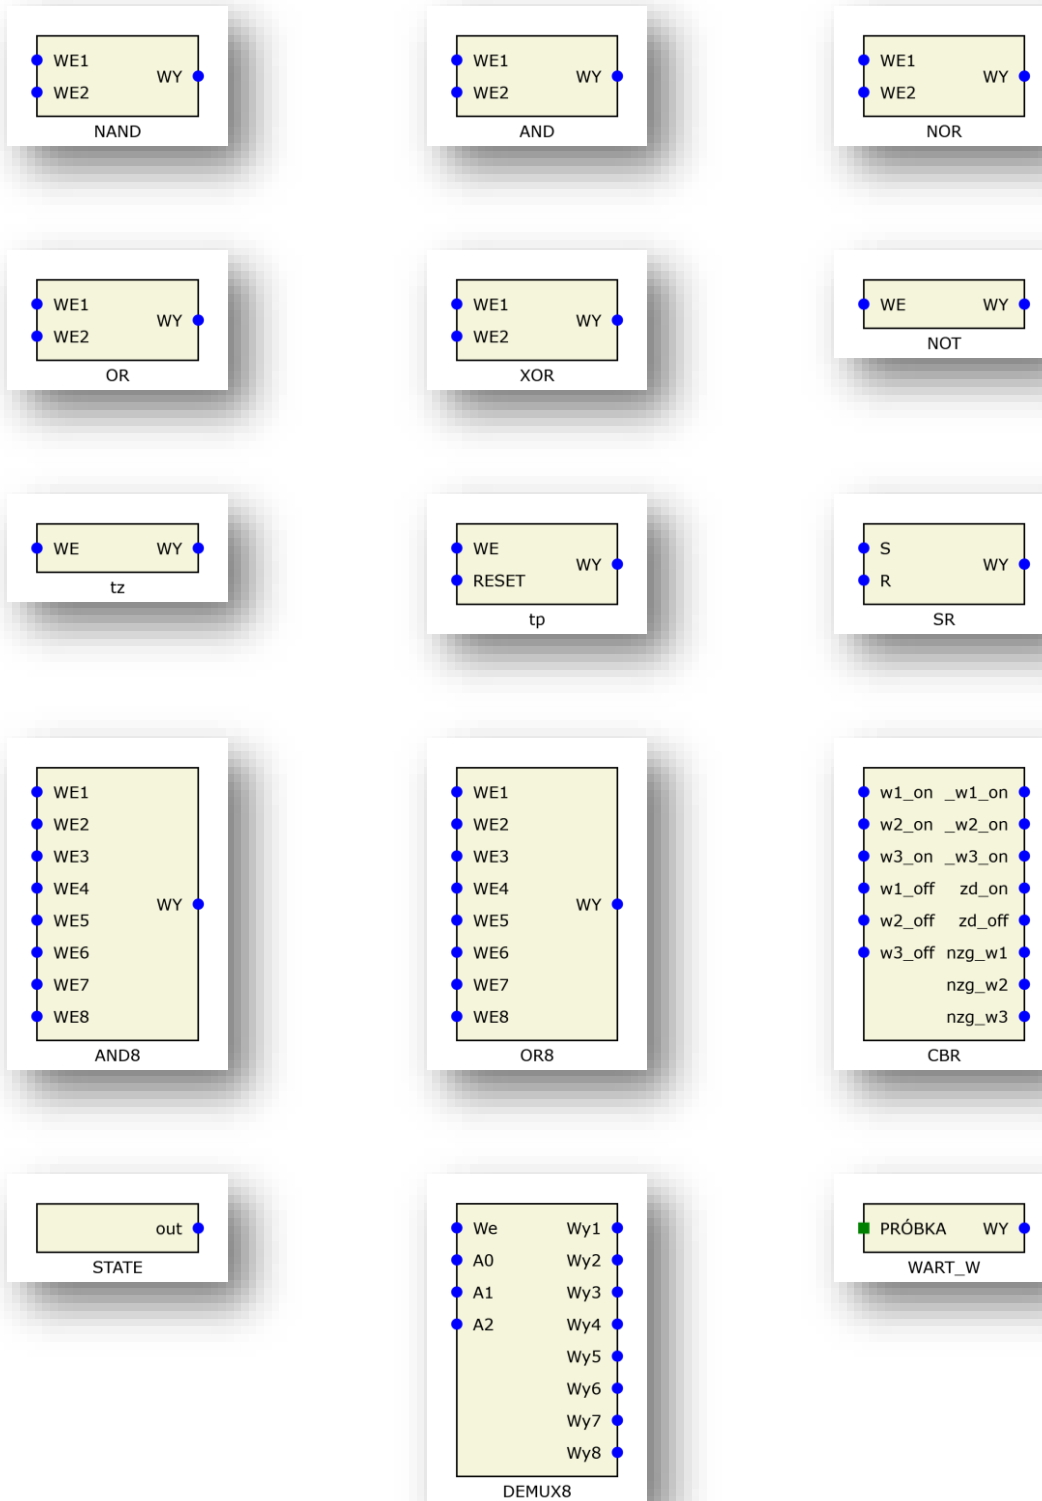 WE1
WE2
WY
NAND
WE1
WE2
WY
AND
WE1
WE2
WY
NOR
WE1
WE2
WY
OR
WE1
WE2
WY
XOR
WE WY
NOT
WE WY
tz
WE
RESET
WY
tp
S
R
WY
SR
WE1
WE2
WE3
WE4
WE5
WE6
WE7
WE8
WY
AND8
WE1
WE2
WE3
WE4
WE5
WE6
WE7
WE8
WY
OR8
w1_on _w1_on
w2_on _w2_on
w3_on _w3_on
w1_off zd_on
w2_off zd_off
w3_off nzg_w1
nzg_w2
nzg_w3
CBR
out
STATE
We Wy1
A0 Wy2
A1 Wy3
A2 Wy4
Wy5
Wy6
Wy7
Wy8
DEMUX8
PRÓBKA WY
WART_W